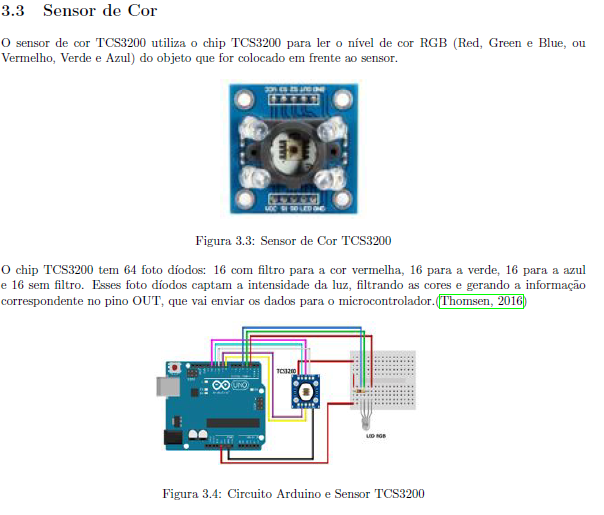 3.3 Sensor de Cor
O sensor de cor TCS3200 utiliza o chip TCS3200 para ler o nível de cor RGB (Red, Green e Blue, ou
Vermelho, Verde e Azul) do objeto que for colocado em frente ao sensor.
GND OUT S3 S2 VCC
VCC S1 S0 LED GND
Figura 3.3: Sensor de Cor TCS3200
O chip TCS3200 tem 64 foto díodos: 16 com filtro para a cor vermelha, 16 para a verde, 16 para a azul
e 16 sem filtro. Esses foto díodos captam a intensidade da luz, filtrando as cores e gerando a informação
correspondente no pino OUT, que vai enviar os dados para o microcontrolador.(Thomsen, 2016)
TCS3200
UNO
LED RGB
Figura 3.4: Circuito Arduino e Sensor TCS3200